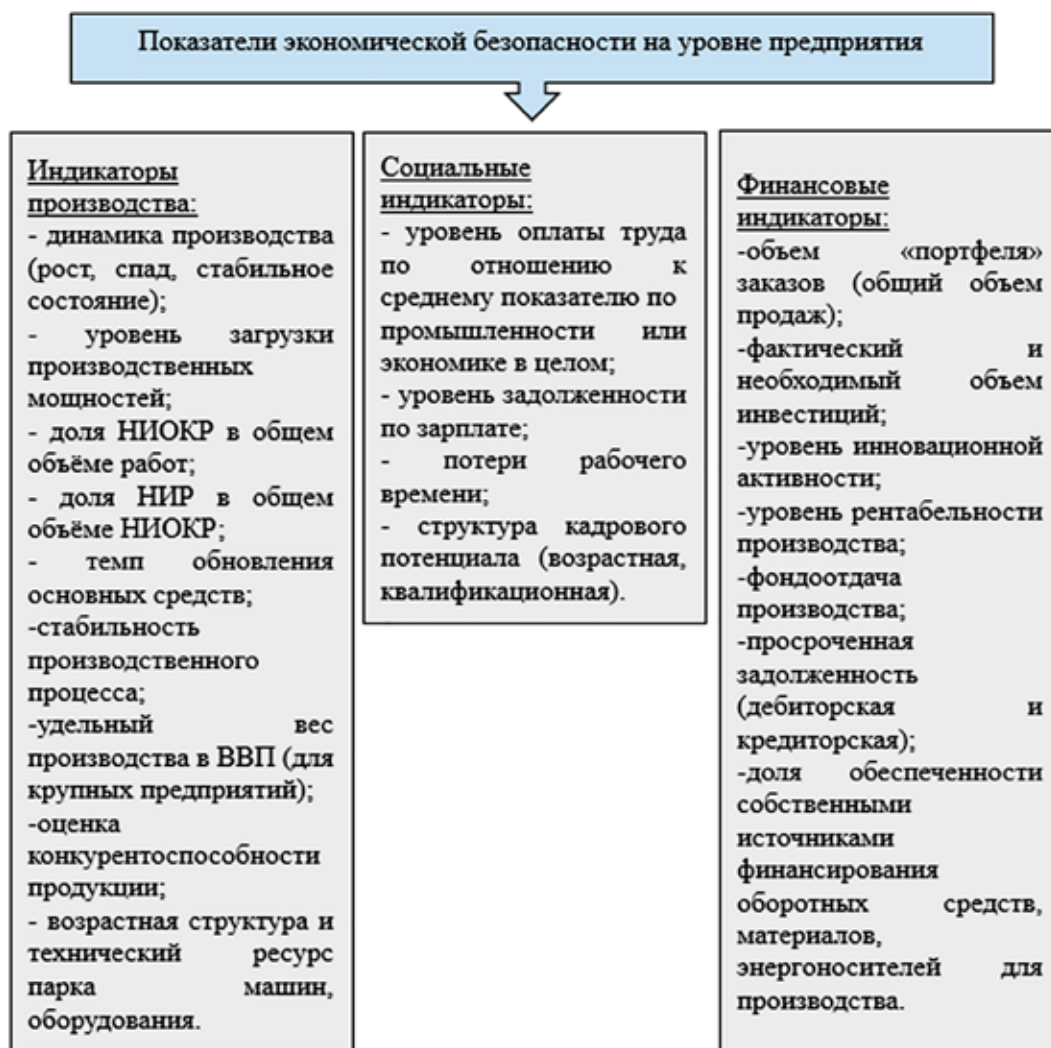 Показатели экономической безопасности на уровне предприятия
Индикаторы
производства:
- динамика производства
(рост, спад, стабильное
состояние);
- уровень загрузки
производственных
мощностей;
- доля НИОКР в общем
объёме работ;
- доля НИР в общем
объёме НИОКР;
- темп обновления
основных средств;
-стабильность
производственного
процесса;
-удельный вес
производства в ВВП (для
крупных предприятий);
-оценка
конкурентоспособности
продукции;
- возрастная структура и
технический ресурс
парка машин,
оборудования.
Социальные
индикаторы:
- уровень оплаты труда
по отношению к
среднему показателю по
промышленности или
экономике в целом;
- уровень задолженности
по зарплате;
- потери рабочего
времени;
- структура кадрового
потенциала (возрастная,
квалификационная).
Финансовые
индикаторы:
-объем «портфеля»
заказов (общий объем
продаж);
-фактический и
необходимый объем
инвестиций;
-уровень инновационной
активности;
-уровень рентабельности
производства;
-фондоотдача
производства;
-просроченная
задолженность
(дебиторская и
кредиторская);
-доля обеспеченности
собственными
источниками
финансирования
оборотных средств,
материалов,
энергоносителей для
производства.